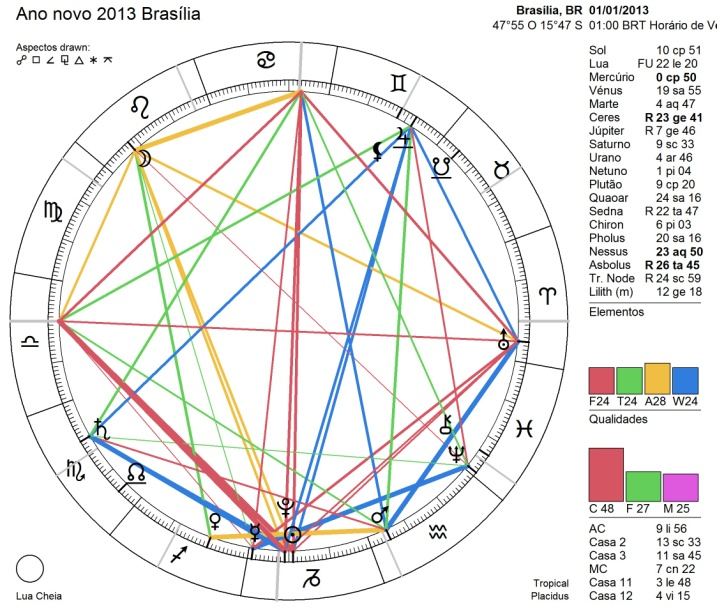 Ano novo 2013 Brasília
Brasília, BR 01/01/2013
47°55 O 15°47 S 01:00 BRT Horário de Ve
Aspectos drawn:
Sol 10 cp 51
Lua FU 22 le 20
Mercúrio 0 cp 50
Vénus 19 sa 55
Marte 4 aq 47
Ceres R 23 ge 41
Júpiter R 7 ge 46
Saturno 9 sc 33
Urano 4 ar 46
Netuno 1 pi 04
Plutão 9 cp 20
Quaoar 24 sa 16
Sedna R 22 ta 47
Chiron 6 pi 03
Pholus 20 sa 16
Nessus 23 aq 50
Asbolus R 26 ta 45
Tr. Node R 24 sc 59
Lilith (m) 12 ge 18
Elementos
F24 T24 A28 W24
Qualidades
C 48 F 27 M 25
AC 9 li 56
Casa 2 13 sc 33
Casa 3 11 sa 45
MC 7 cn 22
Casa 11 3 le 48
Casa 12 4 vi 15
Tropical
Placidus
Lua Cheia